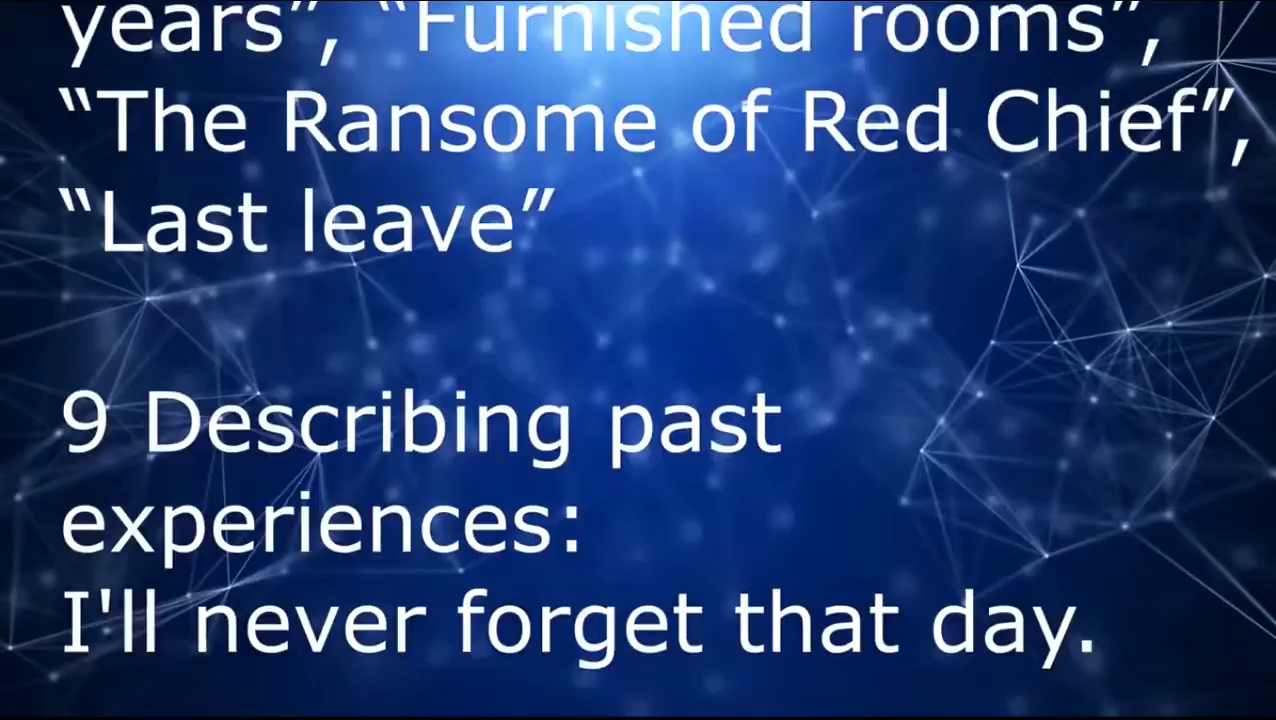 years”, “Furnished rooms”,
“The Ransome of Red Chief”,
“Last leave”
9 Describing past
experiences:
I'll never forget that day.